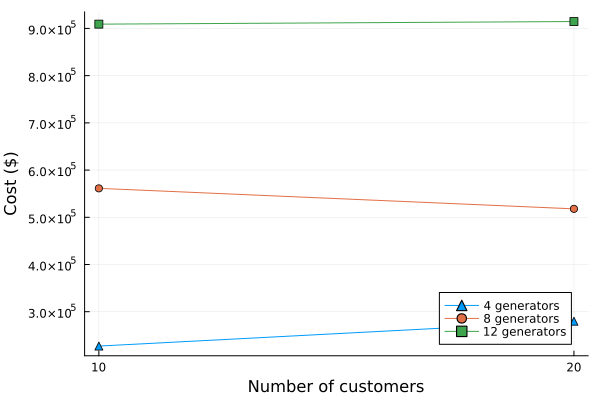 Cost ($)
9.0×10⁵
8.0×10⁵
7.0×10⁵
6.0×10⁵
5.0×10⁵
4.0×10⁵
3.0×10⁵
4 generators
8 generators
12 generators
10
20
Number of customers